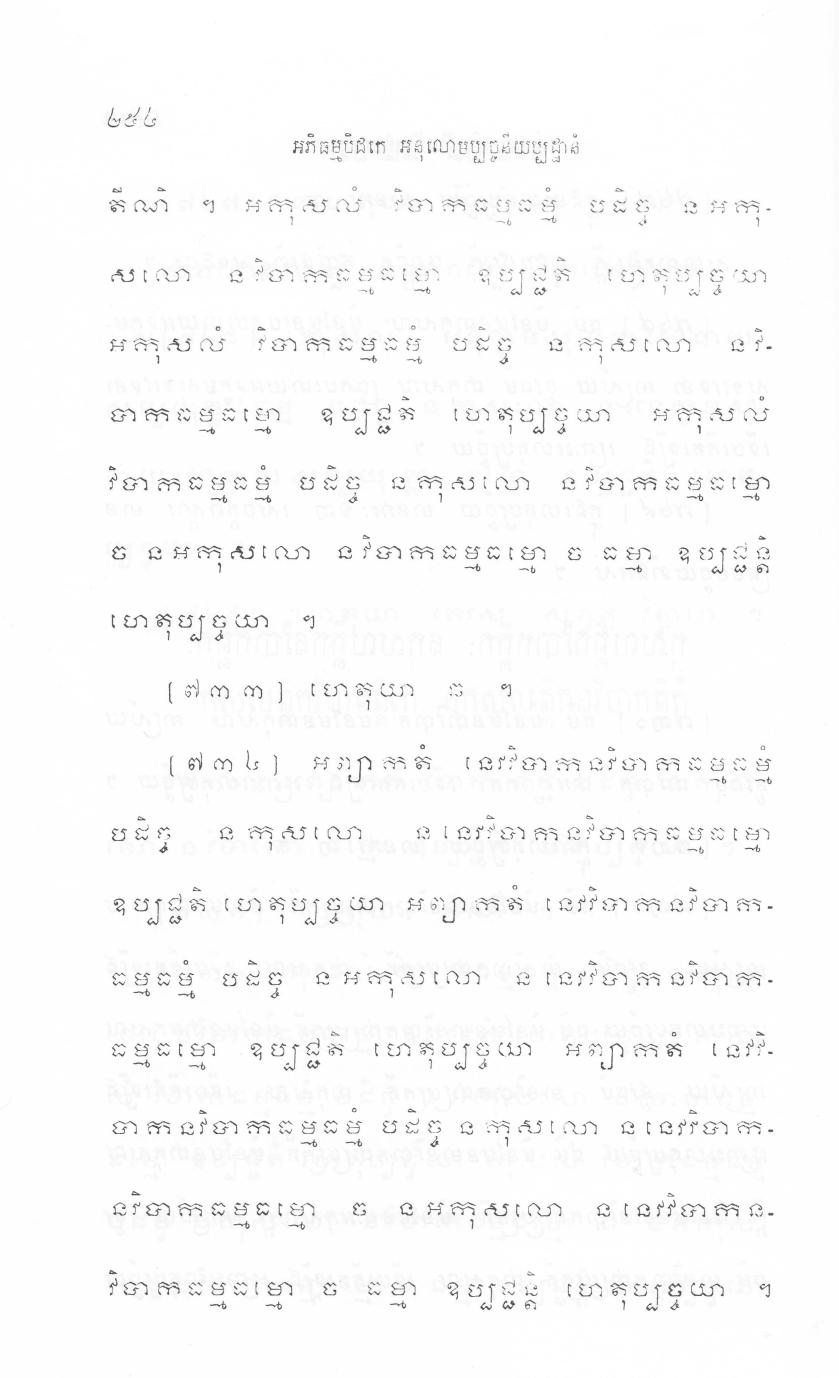 ២៥៤
អភិធម្មបិដកេ អនុលោមប្បច្ចនីយប្បដ្ឋានំ
តីណិ ។ អកុសលំ វិបាកធម្មធម្មំ បដិច្ច ន អកុ-
សលោ ន វិបាកធម្មធម្មោ ឧប្បជ្ជតិ ហេតុប្បច្ចយា
អកុសលំ វិបាកធម្មធម្មំ បដិច្ច ន កុសលោ ន វិ-
បាកធម្មធម្មោ ឧប្បជ្ជតិ ហេតុប្បច្ចយា អកុសលំ
វិបាកធម្មធម្មំ បដិច្ច ន កុសលោ ន វិបាកធម្មធម្មោ
ច ន អកុសលោ ន វិបាកធម្មធម្មោ ច ធម្មា ឧប្បជ្ជន្តិ
ហេតុប្បច្ចយា ។
[៧៣៣] ហេតុយា ៣ ។
[៧៣៤] អព្យាកតំ នេវវិបាកនវិបាកធម្មធម្មំ
បដិច្ច ន កុសលោ ន នេវវិបាកនវិបាកធម្មធម្មោ
ឧប្បជ្ជតិ ហេតុប្បច្ចយា អព្យាកតំ នេវវិបាកនវិបាក-
ធម្មធម្មំ បដិច្ច ន អកុសលោ ន នេវវិបាកនវិបាក-
ធម្មធម្មោ ឧប្បជ្ជតិ ហេតុប្បច្ចយា អព្យាកតំ នេវវិ-
បាកនវិបាកធម្មធម្មំ បដិច្ច ន កុសលោ ន នេវវិបាក-
នវិបាកធម្មធម្មោ ច ន អកុសលោ ន នេវវិបាកន-
វិបាកធម្មធម្មោ ច ធម្មា ឧប្បជ្ជន្តិ ហេតុប្បច្ចយា ។